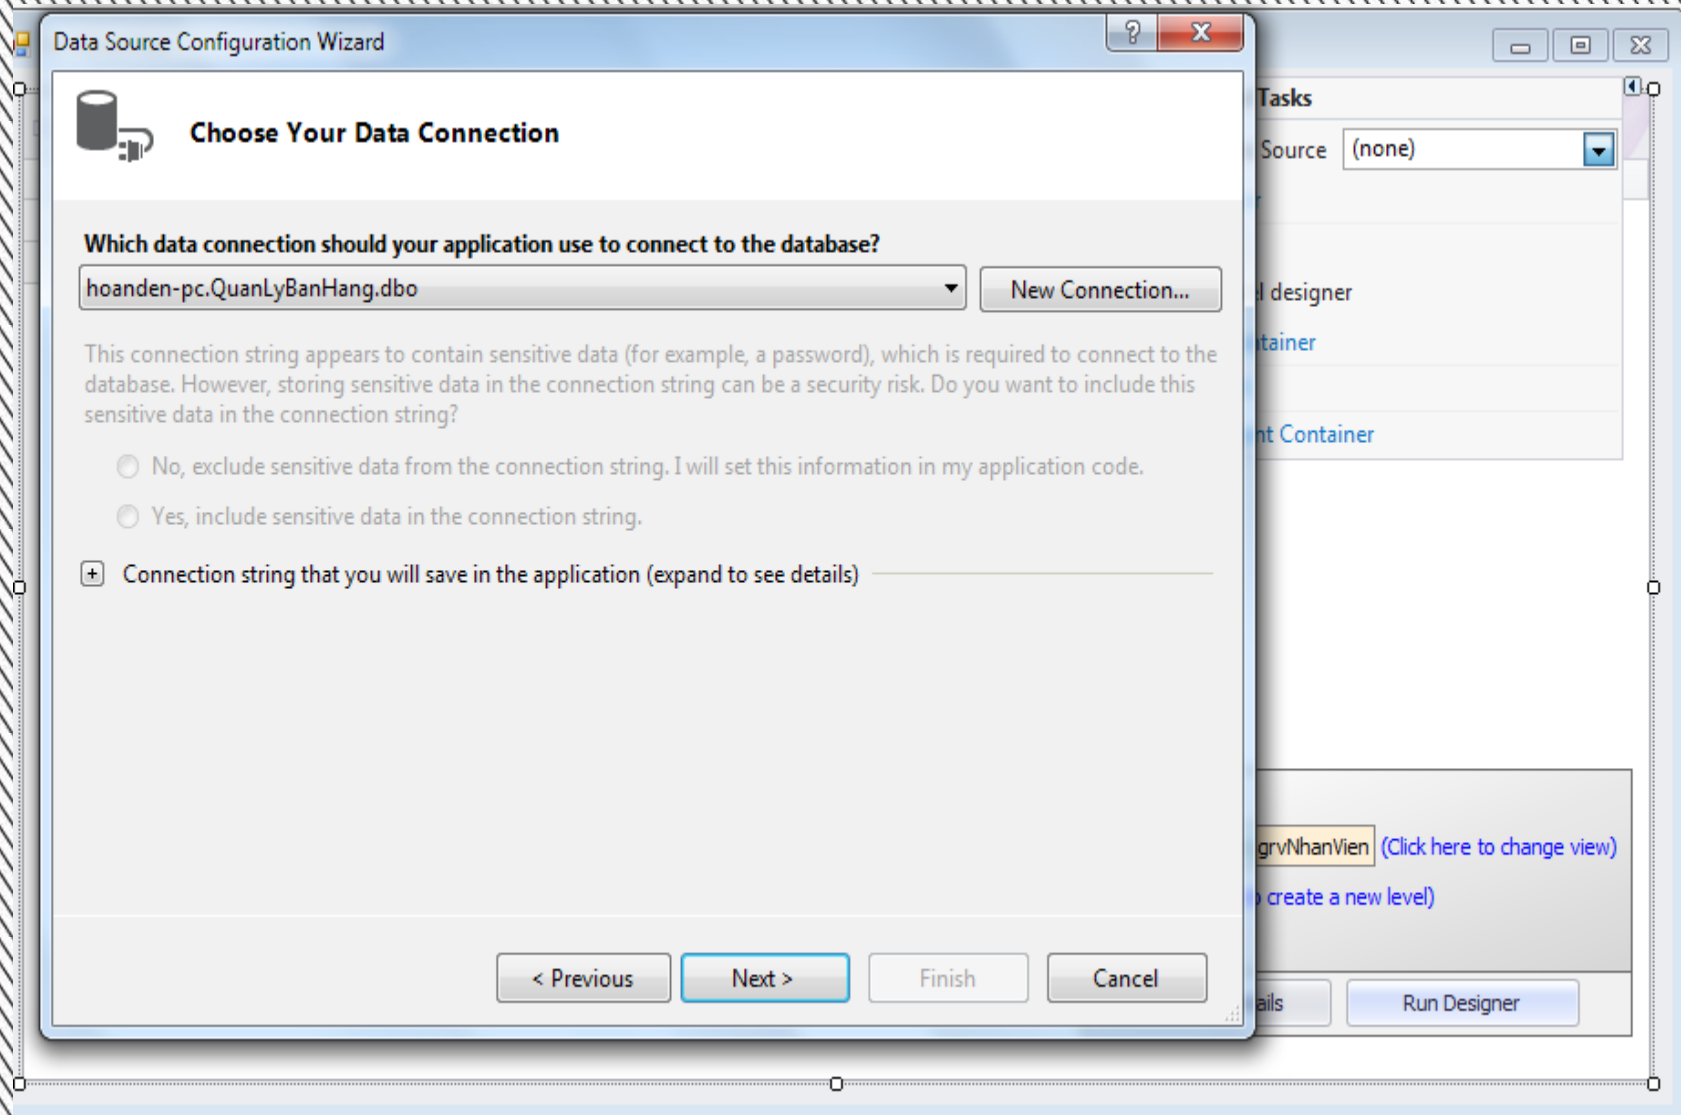 Data Source Configuration Wizard
?
X
Choose Your Data Connection
Which data connection should your application use to connect to the database?
hoanden-pc.QuanLyBanHang.dbo
New Connection...
This connection string appears to contain sensitive data (for example, a password), which is required to connect to the
database. However, storing sensitive data in the connection string can be a security risk. Do you want to include this
sensitive data in the connection string?
No, exclude sensitive data from the connection string. I will set this information in my application code.
Yes, include sensitive data in the connection string.
+ Connection string that you will save in the application (expand to see details)
< Previous
Next >
Finish
Cancel
Tasks
Source (none)
designer
tainer
nt Container
grvNhanVien (Click here to change view)
create a new level)
ails
Run Designer